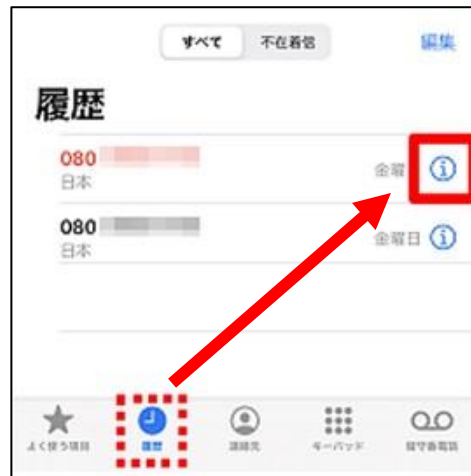 すべて 不在着信 編集
履歴
080
日本 金曜
080
日本 金曜日
よく使う項目 履歴 連絡先 キーパッド 留守番電話